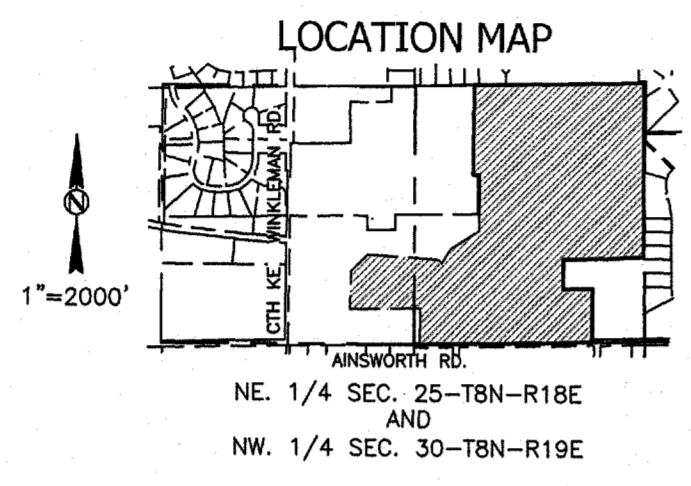 LOCATION MAP
N
1"=2000'
CTH KE WINKLEMAN RD.
AINSWORTH RD.
NE. 1/4 SEC. 25-T8N-R18E
AND
NW. 1/4 SEC. 30-T8N-R19E